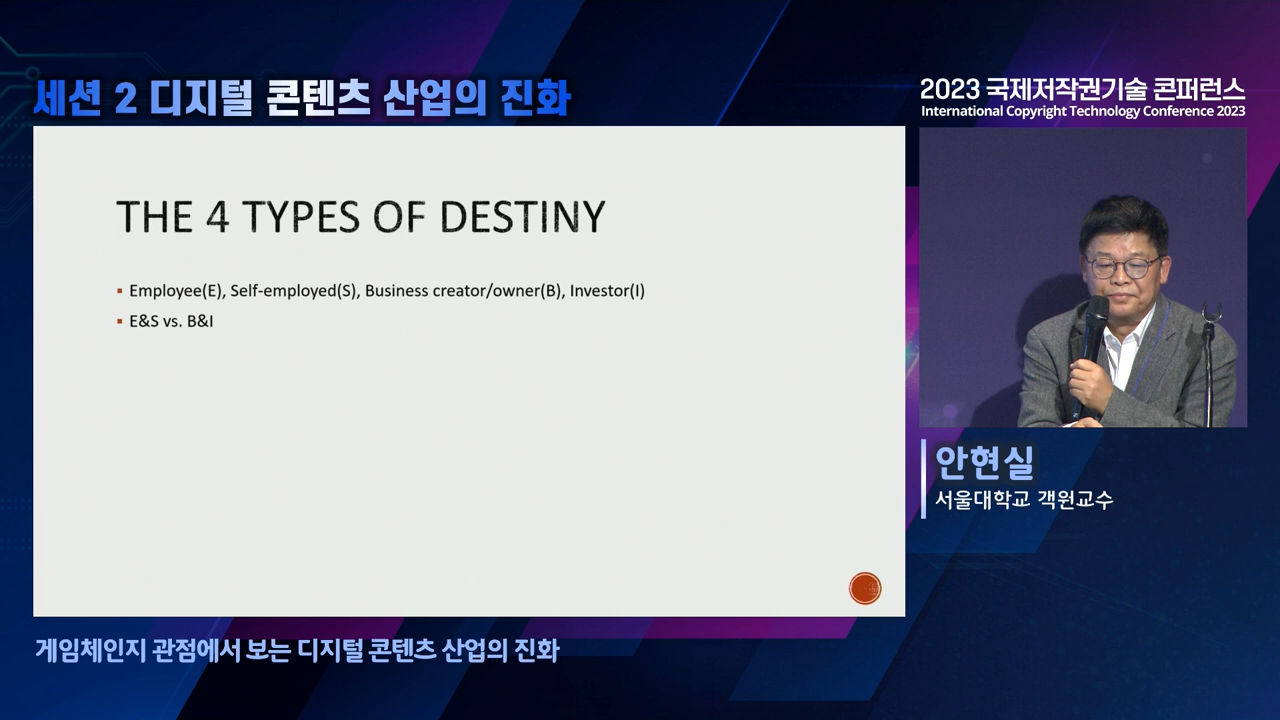 세션 2 디지털 콘텐츠 산업의 진화
2023 국제저작권기술 콘퍼런스
International Copyright Technology Conference 2023
THE 4 TYPES OF DESTINY
▪ Employee(E), Self-employed(S), Business creator/owner(B), Investor(I)
▪ E&S vs. B&I
안현실
서울대학교 객원교수
게임체인지 관점에서 보는 디지털 콘텐츠 산업의 진화